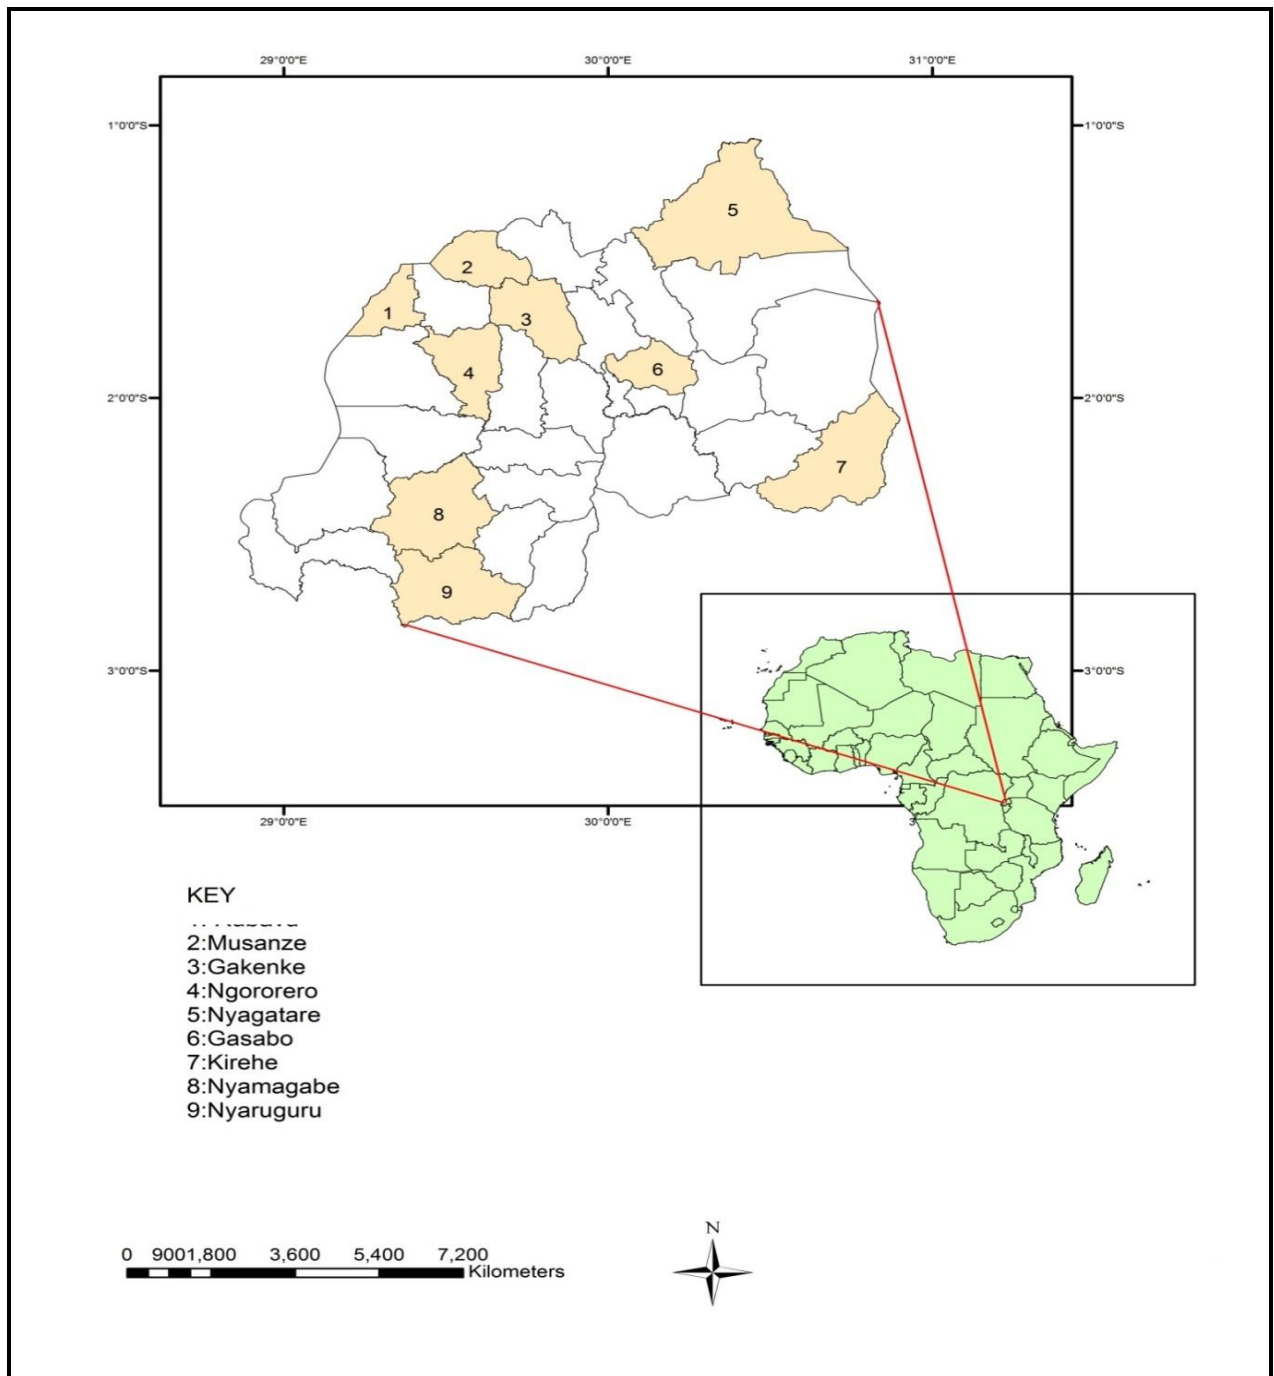 29°0'0"E 30°0'0"E 31°0'0"E
1°0'0"S 1°0'0"S
5
2
1
3
4
6
2°0'0"S 2°0'0"S
7
8
9
3°0'0"S 3°0'0"S
29°0'0"E 30°0'0"E 3
KEY
2:Musanze
3:Gakenke
4:Ngororero
5:Nyagatare
6:Gasabo
7:Kirehe
8:Nyamagabe
9:Nyaruguru
N
0 9001,800 3,600 5,400 7,200
Kilometers